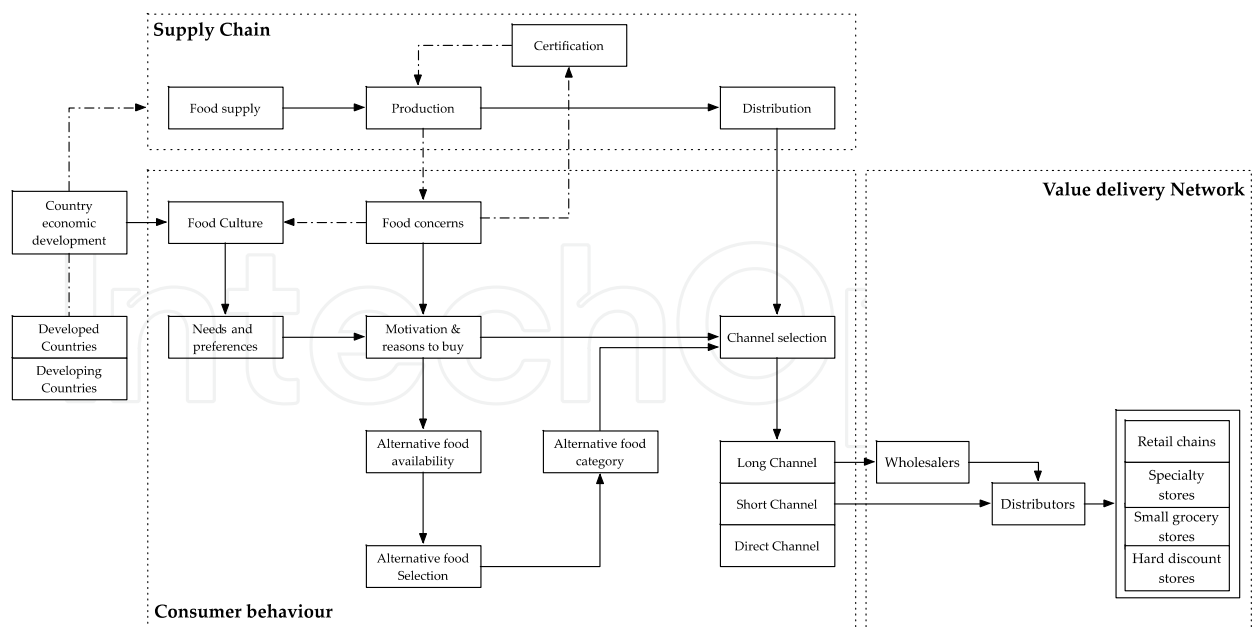 Supply Chain
Certification
Food supply
Production
Distribution
Value delivery Network
Country
economic
development
Food Culture
Food concerns
Developed
Countries
Developing
Countries
Needs and
preferences
Motivation &
reasons to buy
Channel selection
Alternative food
availability
Alternative food
category
Long Channel
Short Channel
Direct Channel
Wholesalers
Distributors
Retail chains
Specialty
stores
Small grocery
stores
Hard discount
stores
Alternative food
Selection
Consumer behaviour
IntechOp